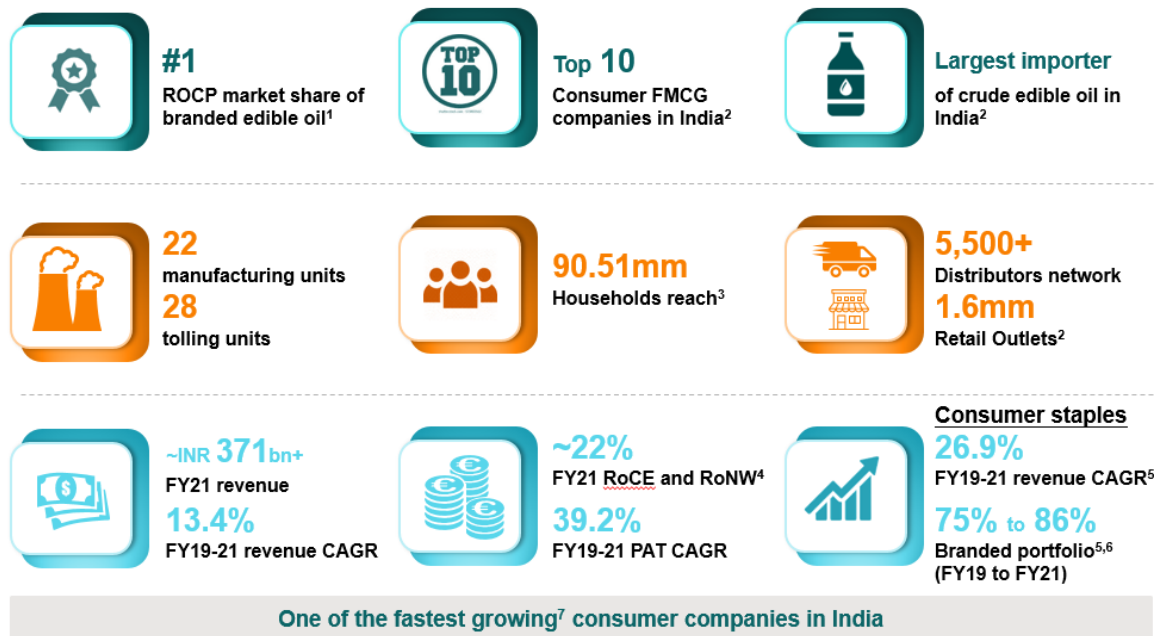 #1
ROCP market share of
branded edible oil1
TOP
10
Top 10
Consumer FMCG
companies in India2
Largest importer
of crude edible oil in
India2
22
manufacturing units
28
tolling units
90.51mm
Households reach3
5,500+
Distributors network
1.6mm
Retail Outlets2
~INR 371bn+
FY21 revenue
13.4%
FY19-21 revenue CAGR
~22%
FY21 RoCE and RoNW4
39.2%
FY19-21 PAT CAGR
Consumer staples
26.9%
FY19-21 revenue CAGR5
75% to 86%
Branded portfolio5,6
(FY19 to FY21)
One of the fastest growing7 consumer companies in India